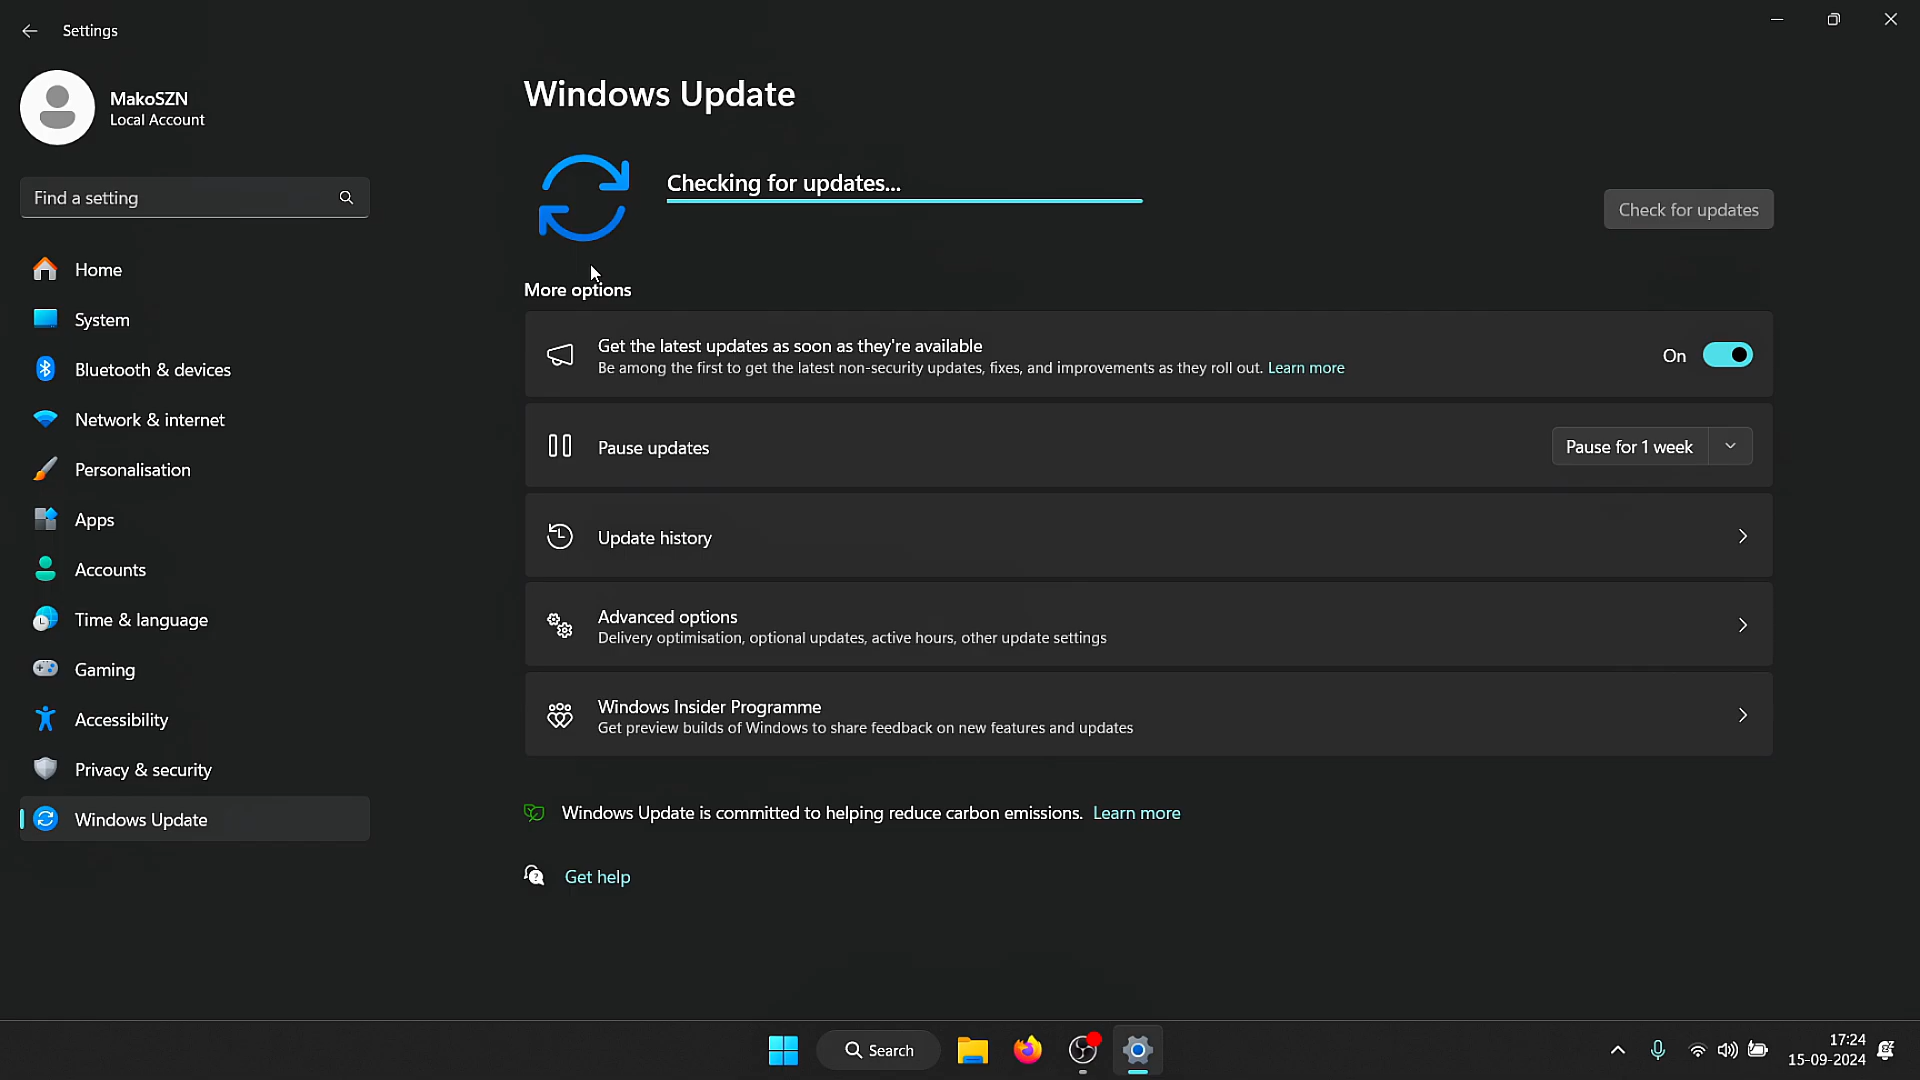 Settings
MakoSZN
Local Account
Find a setting
Home
System
Bluetooth & devices
Network & internet
Personalisation
Apps
Accounts
Time & language
Gaming
Accessibility
Privacy & security
Windows Update
Windows Update
Checking for updates...
Check for updates
More options
Get the latest updates as soon as they're available
Be among the first to get the latest non-security updates, fixes, and improvements as they roll out. Learn more
On
Pause updates
Pause for 1 week
Update history
Advanced options
Delivery optimisation, optional updates, active hours, other update settings
Windows Insider Programme
Get preview builds of Windows to share feedback on new features and updates
Windows Update is committed to helping reduce carbon emissions. Learn more
Get help
Search
17:24
15-09-2024